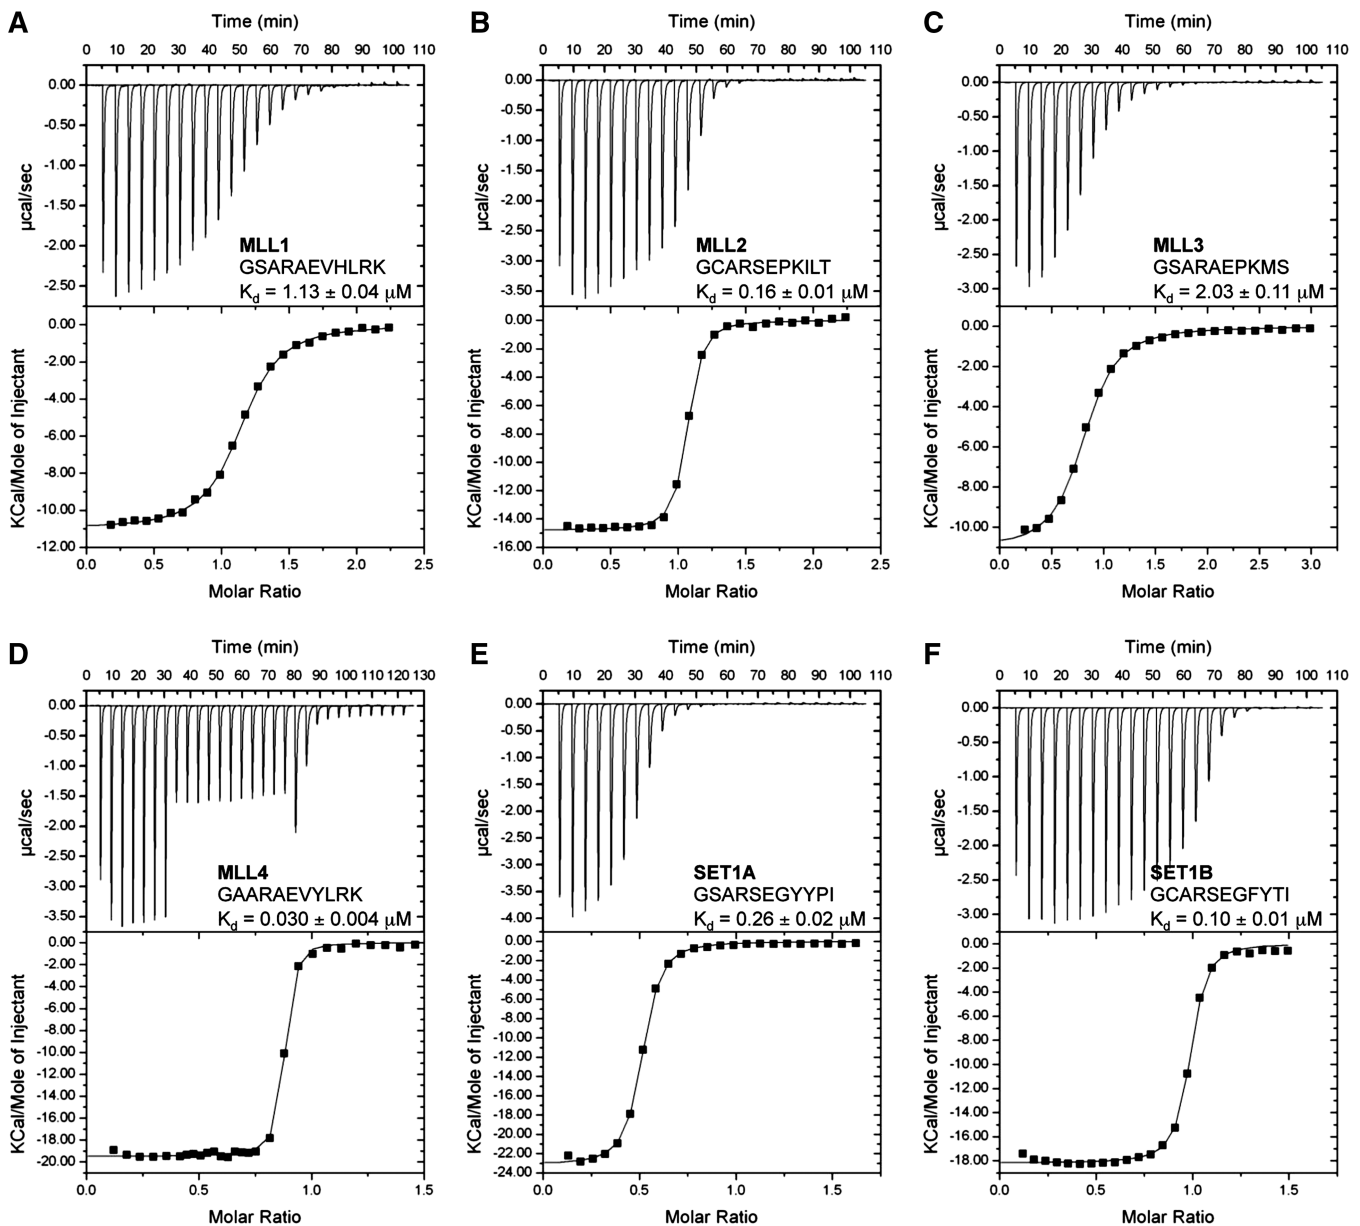 A
Time (min)
0 10 20 30 40 50 60 70 80 90 100 110
0.00
-0.50
-1.00
-1.50
-2.00
-2.50
µcal/sec
MLL1
GSARAEVHLRK
Kd = 1.13 ± 0.04 µM
0.00
-2.00
-4.00
-6.00
-8.00
-10.00
-12.00
KCal/Mole of Injectant
0.0 0.5 1.0 1.5 2.0 2.5
Molar Ratio
B
Time (min)
0 10 20 30 40 50 60 70 80 90 100 110
0.00
-0.50
-1.00
-1.50
-2.00
-2.50
-3.00
-3.50
µcal/sec
MLL2
GCARSEPKILT
Kd = 0.16 ± 0.01 µM
0.00
-2.00
-4.00
-6.00
-8.00
-10.00
-12.00
-14.00
-16.00
KCal/Mole of Injectant
0.0 0.5 1.0 1.5 2.0 2.5
Molar Ratio
C
Time (min)
0 10 20 30 40 50 60 70 80 90 100 110
0.00
-0.50
-1.00
-1.50
-2.00
-2.50
-3.00
µcal/sec
MLL3
GSARAEPKMS
Kd = 2.03 ± 0.11 µM
0.00
-2.00
-4.00
-6.00
-8.00
-10.00
KCal/Mole of Injectant
0.0 0.5 1.0 1.5 2.0 2.5 3.0
Molar Ratio
D
Time (min)
0 10 20 30 40 50 60 70 80 90 100 110 120 130
0.00
-0.50
-1.00
-1.50
-2.00
-2.50
-3.00
-3.50
µcal/sec
MLL4
GAARAEVYLRK
Kd = 0.030 ± 0.004 µM
0.00
-2.00
-4.00
-6.00
-8.00
-10.00
-12.00
-14.00
-16.00
-18.00
-20.00
KCal/Mole of Injectant
0.0 0.5 1.0 1.5
Molar Ratio
E
Time (min)
0 10 20 30 40 50 60 70 80 90 100 110
0.00
-0.50
-1.00
-1.50
-2.00
-2.50
-3.00
-3.50
-4.00
µcal/sec
SET1A
GSARSEGYYPI
Kd = 0.26 ± 0.02 µM
0.00
-2.00
-4.00
-6.00
-8.00
-10.00
-12.00
-14.00
-16.00
-18.00
-20.00
-22.00
-24.00
KCal/Mole of Injectant
0.0 0.5 1.0 1.5
Molar Ratio
F
Time (min)
0 10 20 30 40 50 60 70 80 90 100 110
0.00
-0.50
-1.00
-1.50
-2.00
-2.50
-3.00
µcal/sec
SET1B
GCARSEGFYTI
Kd = 0.10 ± 0.01 µM
0.00
-2.00
-4.00
-6.00
-8.00
-10.00
-12.00
-14.00
-16.00
-18.00
KCal/Mole of Injectant
0.0 0.5 1.0 1.5
Molar Ratio